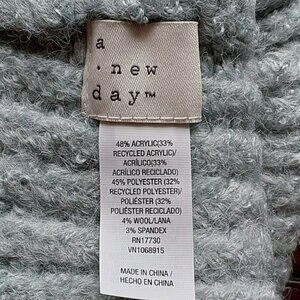 a
· new
day™
48% ACRYLIC(33%
RECYCLED ACRYLIC)/
ACRÍLICO(33%
ACRÍLICO RECICLADO)
45% POLYESTER (32%
RECYCLED POLYESTER)/
POLIÉSTER (32%
POLIÉSTER RECICLADO)
4% WOOL/LANA
3% SPANDEX
RN17730
VN1068915
MADE IN CHINA /
HECHO EN CHINA